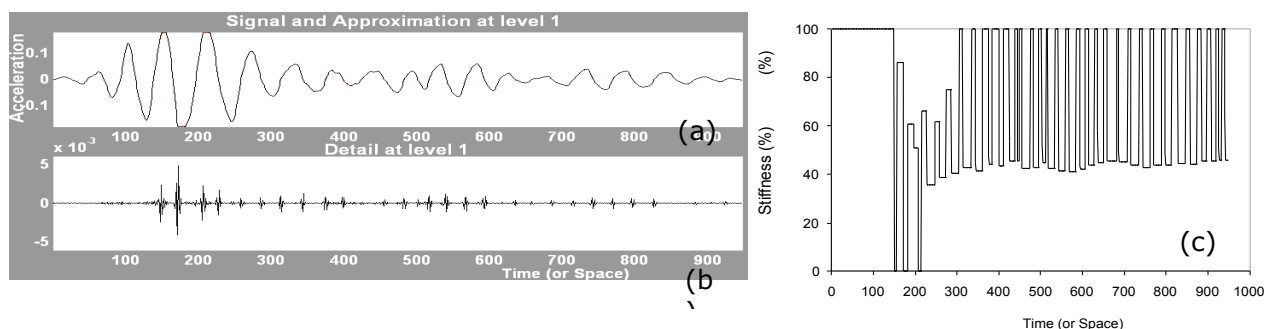 Signal and Approximation at level 1
Acceleration
0.1
0
0.1
100 200 300 400 500 600 700 800 900
(a)
x 10⁻³
Detail at level 1
5
0
-5
100 200 300 400 500 600 700 800 900
Time (or Space)
(b
)
(%)
Stiffness (%)
100
80
60
40
20
0
0 100 200 300 400 500 600 700 800 900 1000
Time (or Space)
(c)